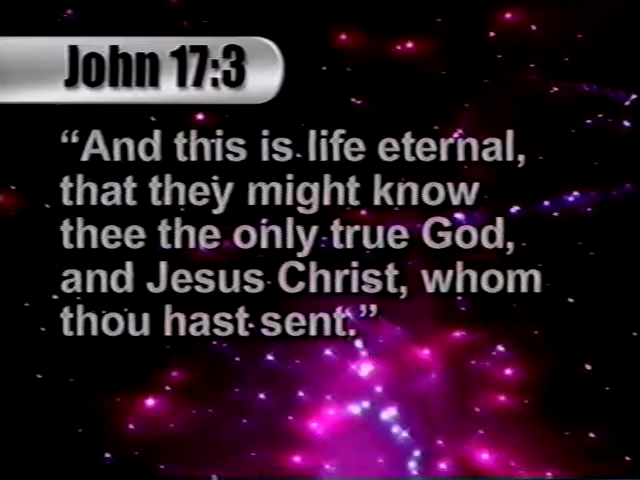 John 17:3
“And this is life eternal,
that they might know
thee the only true God,
and Jesus Christ, whom
thou hast sent.”